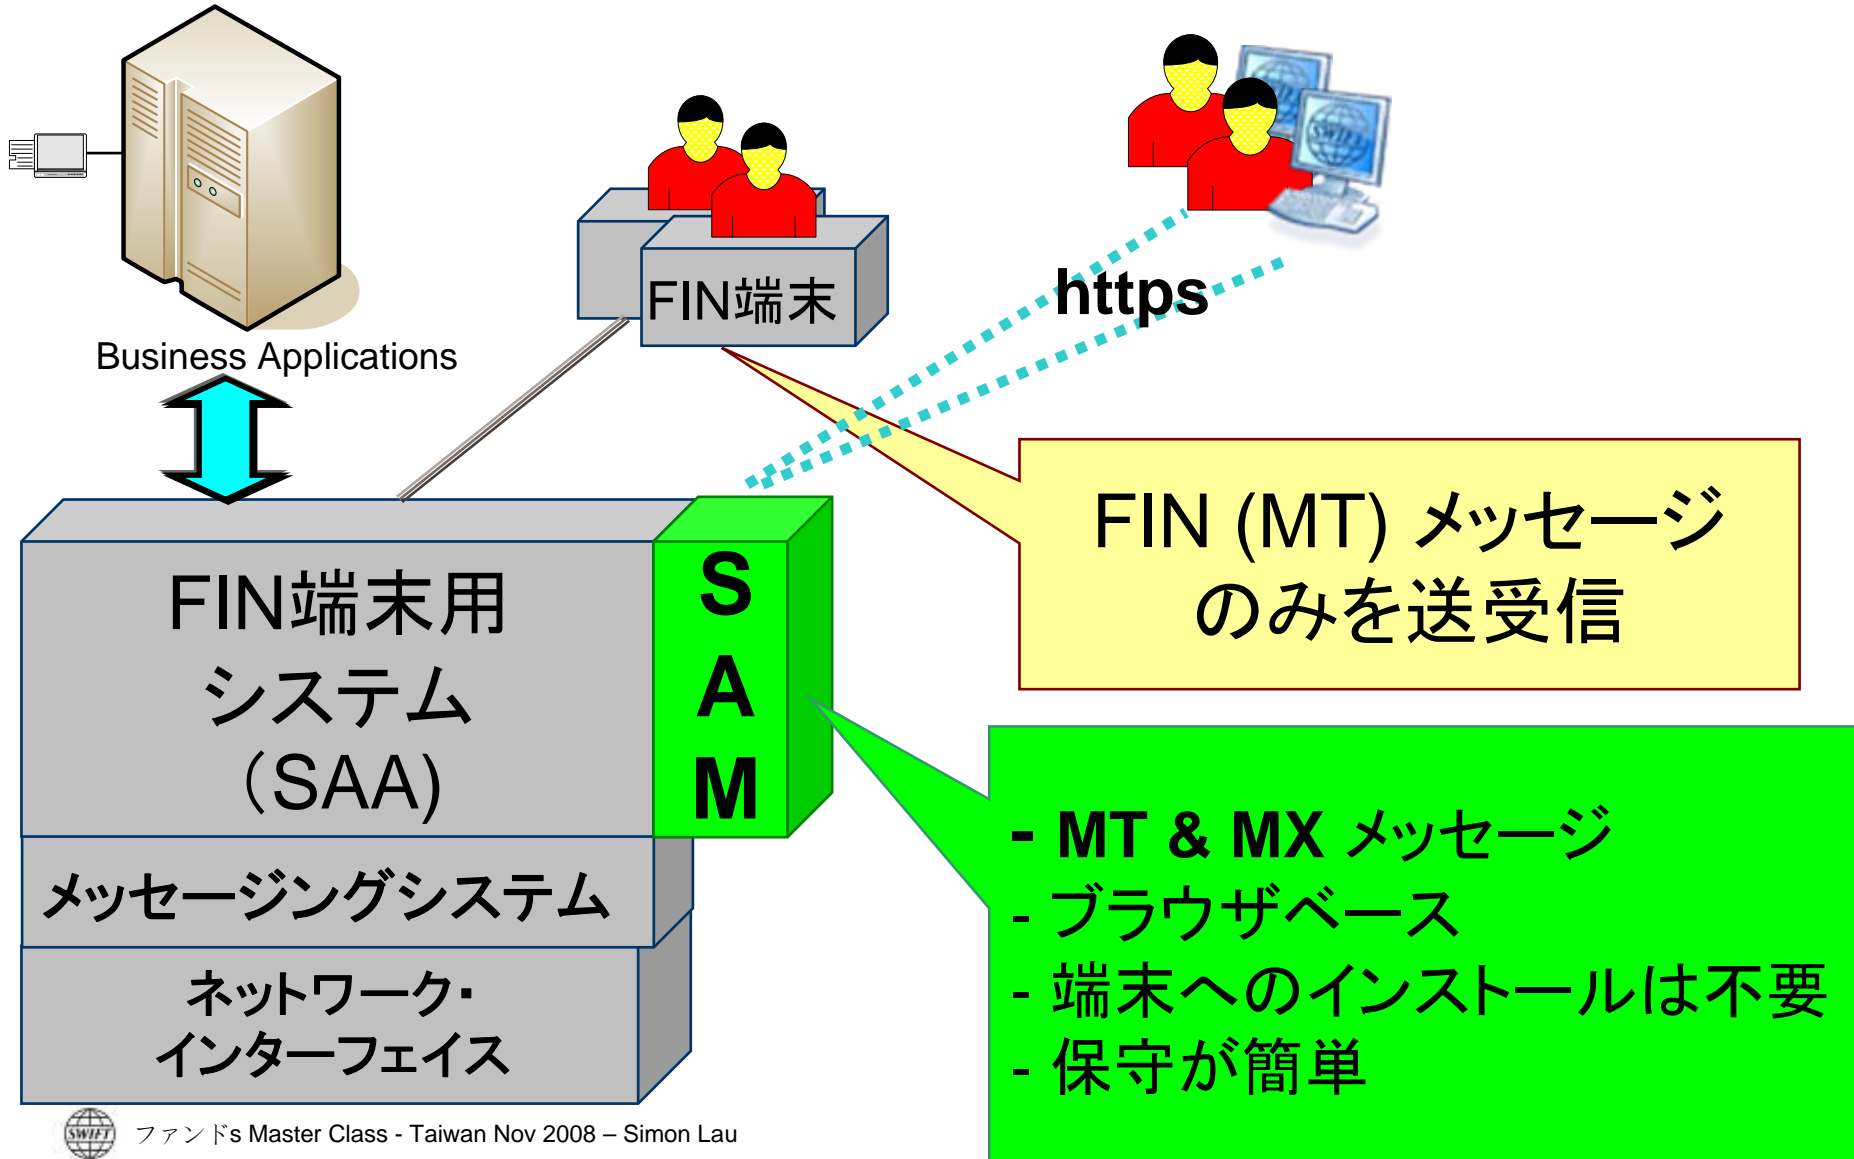 Business Applications
FIN端末
https
FIN (MT) メッセージ
のみを送受信
FIN端末用
システム
（SAA)
S
A
M
メッセージングシステム
ネットワーク・
インターフェイス
- MT & MX メッセージ
- ブラウザベース
- 端末へのインストールは不要
- 保守が簡単
SWIFT
SWIFT
ファンドs Master Class - Taiwan Nov 2008 – Simon Lau